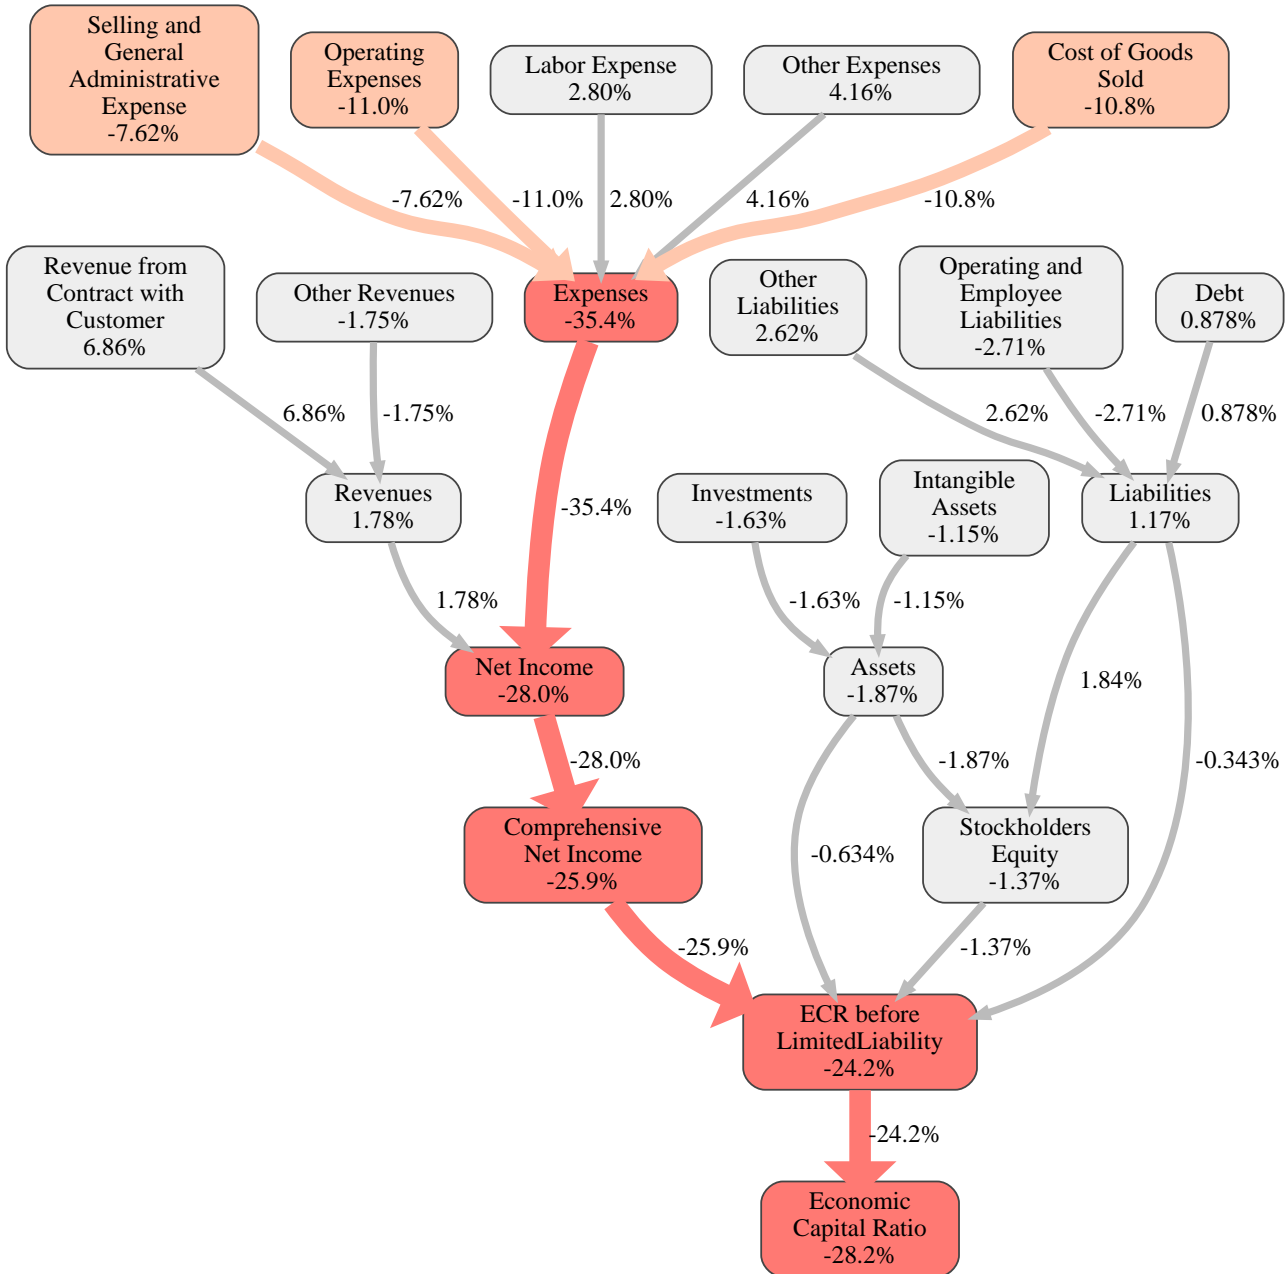 Selling and
General
Administrative
Expense
-7.62%
Operating
Expenses
-11.0%
Labor Expense
2.80%
Other Expenses
4.16%
Cost of Goods
Sold
-10.8%
-7.62%
-11.0%
2.80%
4.16%
-10.8%
Revenue from
Contract with
Customer
6.86%
Other Revenues
-1.75%
Expenses
-35.4%
Other
Liabilities
2.62%
Operating and
Employee
Liabilities
-2.71%
Debt
0.878%
6.86%
-1.75%
2.62%
-2.71%
0.878%
Revenues
1.78%
-35.4%
Investments
-1.63%
Intangible
Assets
-1.15%
Liabilities
1.17%
1.78%
-1.63%
-1.15%
Net Income
-28.0%
Assets
-1.87%
1.84%
-28.0%
-1.87%
-0.343%
Comprehensive
Net Income
-25.9%
-0.634%
Stockholders
Equity
-1.37%
-25.9%
-1.37%
ECR before
LimitedLiability
-24.2%
-24.2%
Economic
Capital Ratio
-28.2%